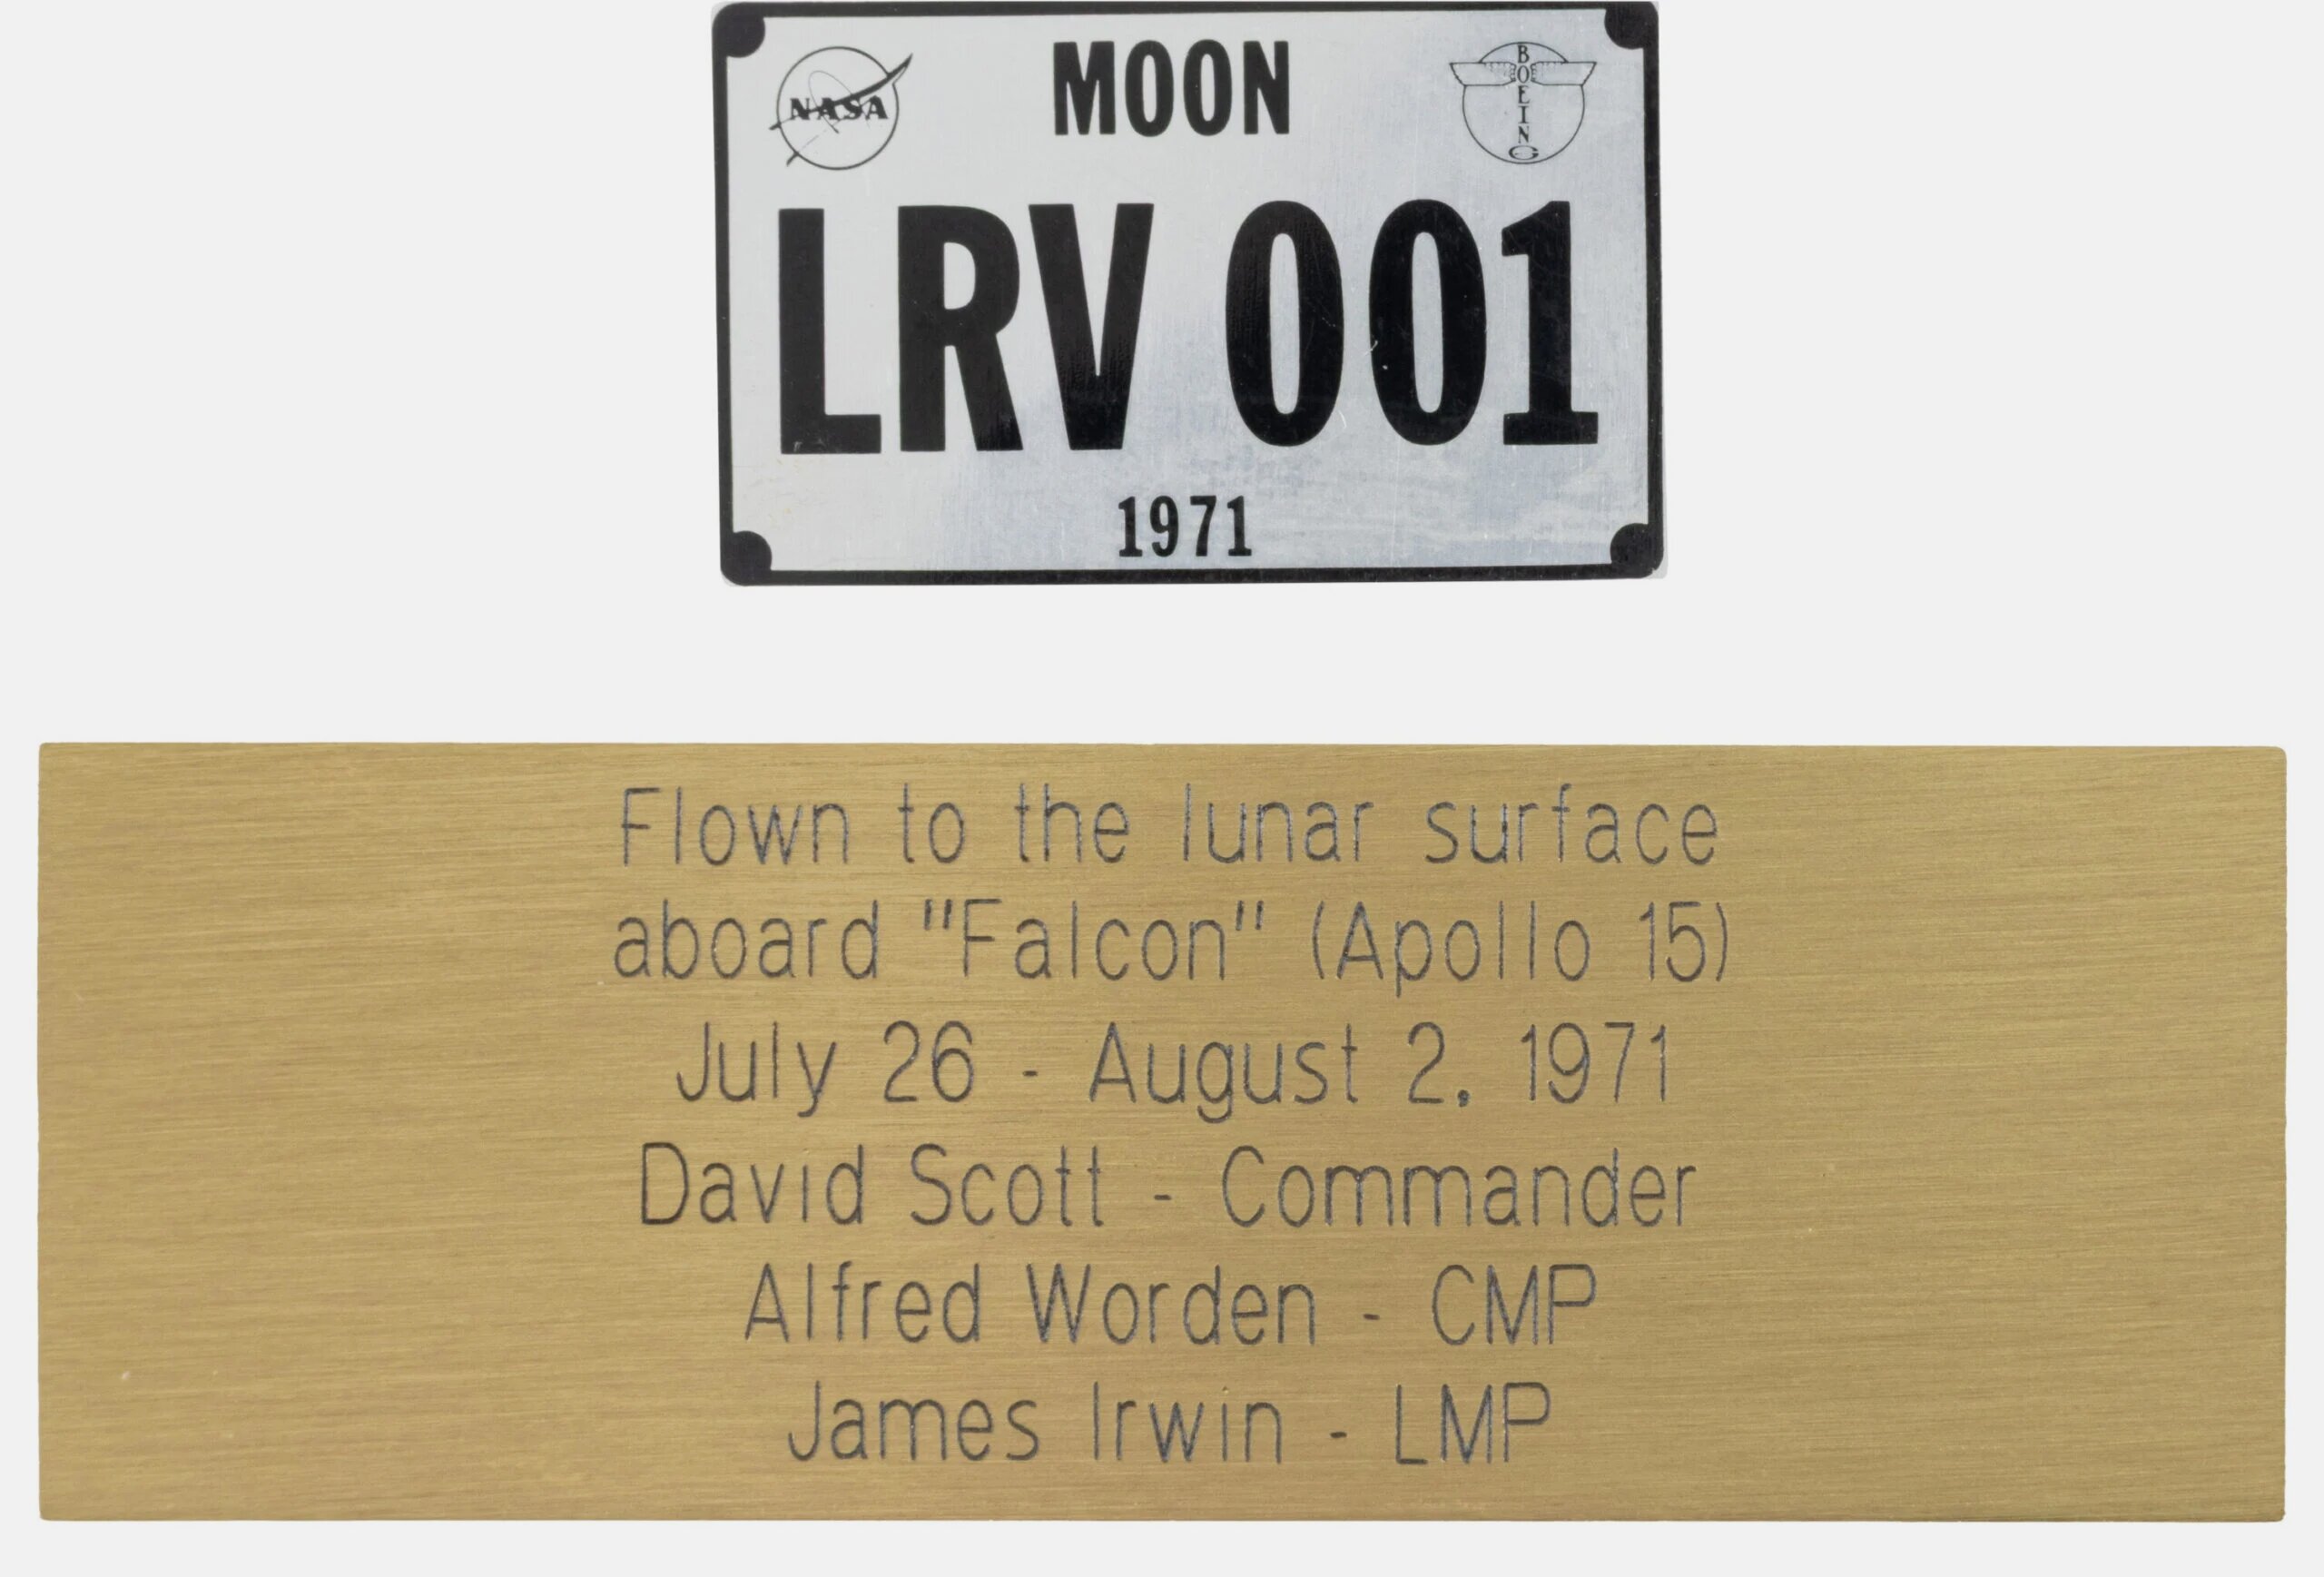 MOON
NASA
BOEING
LRV 001
1971
Flown to the lunar surface
aboard "Falcon" (Apollo 15)
July 26 - August 2, 1971
David Scott - Commander
Alfred Worden - CMP
James Irwin - LMP